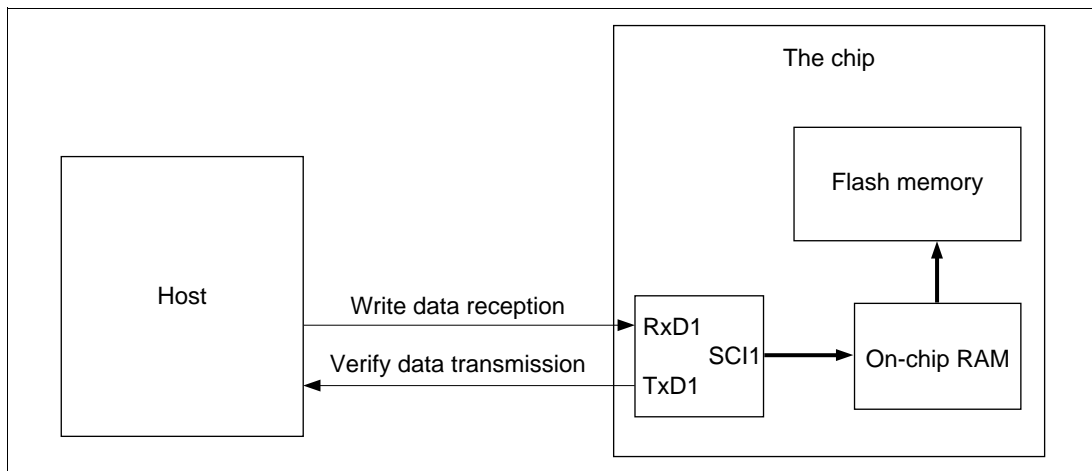 The chip
Flash memory
Host
Write data reception
RxD1
SCI1
On-chip RAM
Verify data transmission
TxD1